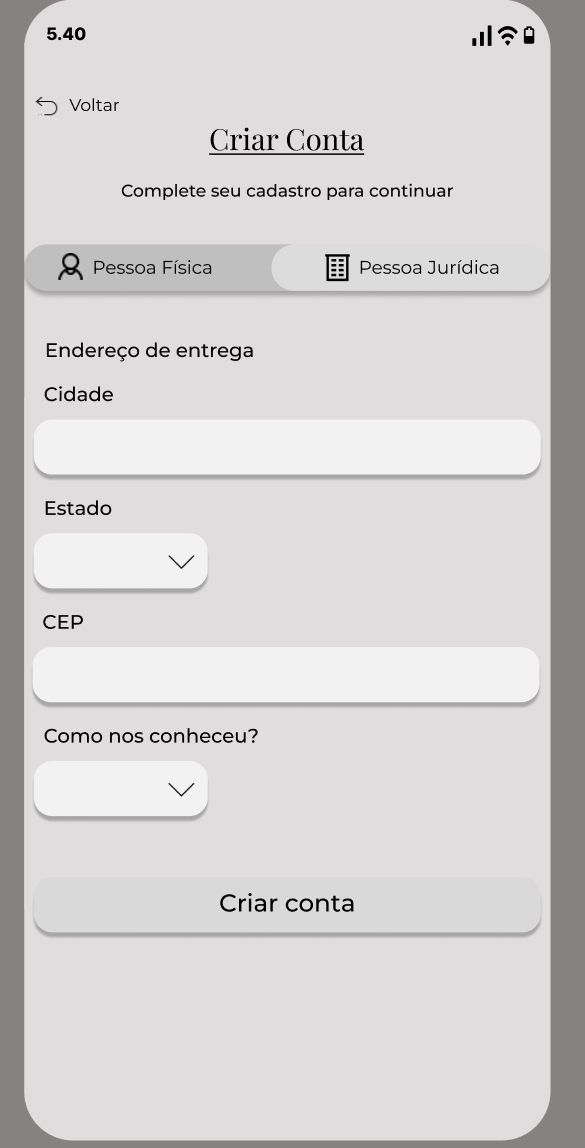 5.40
Voltar
Criar Conta
Complete seu cadastro para continuar
Pessoa Física Pessoa Jurídica
Endereço de entrega
Cidade
Estado
CEP
Como nos conheceu?
Criar conta